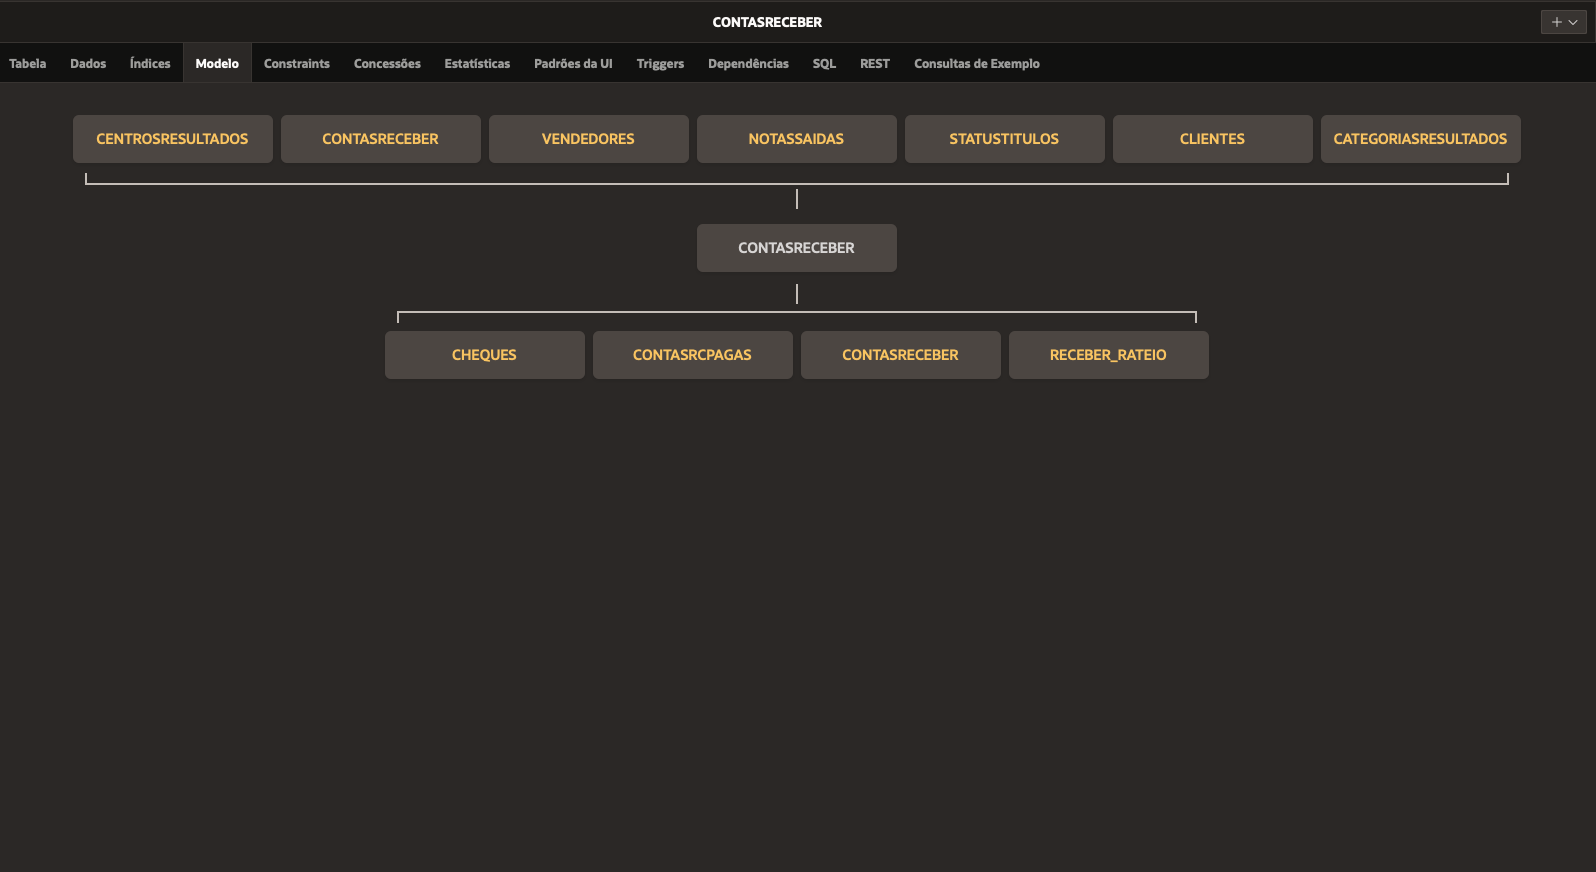 CONTASRECEBER
Tabela Dados Índices Modelo Constraints Concessões Estatísticas Padrões da UI Triggers Dependências SQL REST Consultas de Exemplo
CENTROSRESULTADOS CONTASRECEBER VENDEDORES NOTASSAIDAS STATUSTITULOS CLIENTES CATEGORIASRESULTADOS
CONTASRECEBER
CHEQUES CONTASRCPAGAS CONTASRECEBER RECEBER_RATEIO